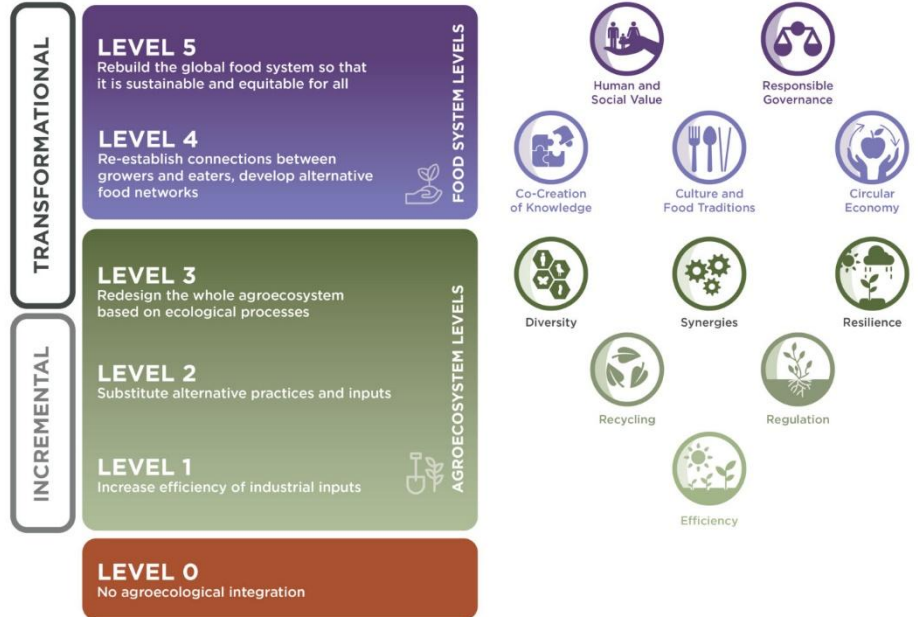 TRANSFORMATIONAL
INCREMENTAL
LEVEL 5
Rebuild the global food system so that
it is sustainable and equitable for all
LEVEL 4
Re-establish connections between
growers and eaters, develop alternative
food networks
FOOD SYSTEM LEVELS
LEVEL 3
Redesign the whole agroecosystem
based on ecological processes
LEVEL 2
Substitute alternative practices and inputs
LEVEL 1
Increase efficiency of industrial inputs
AGROECOSYSTEM LEVELS
LEVEL 0
No agroecological integration
Human and
Social Value
Responsible
Governance
Co-Creation
of Knowledge
Culture and
Food Traditions
Circular
Economy
Diversity
Synergies
Resilience
Recycling
Regulation
Efficiency